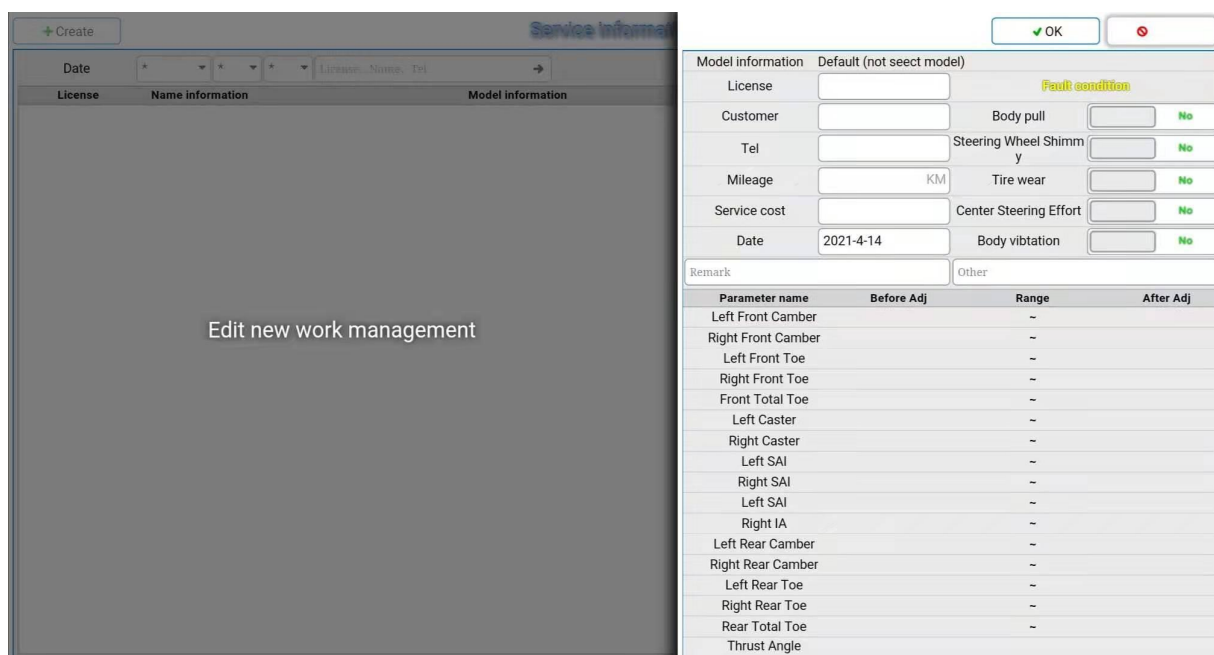 + Create
Service Informat
Date * * * License, Name, Tel
License Name information Model information
Edit new work management
OK
Model information Default (not seect model)
License Fault condition
Customer Body pull No
Tel Steering Wheel Shimm
y No
Mileage KM Tire wear No
Service cost Center Steering Effort No
Date 2021-4-14 Body vibtation No
Remark Other
Parameter name Before Adj Range After Adj
Left Front Camber ~
Right Front Camber ~
Left Front Toe ~
Right Front Toe ~
Front Total Toe ~
Left Caster ~
Right Caster ~
Left SAI ~
Right SAI ~
Left SAI ~
Right IA ~
Left Rear Camber ~
Right Rear Camber ~
Left Rear Toe ~
Right Rear Toe ~
Rear Total Toe ~
Thrust Angle